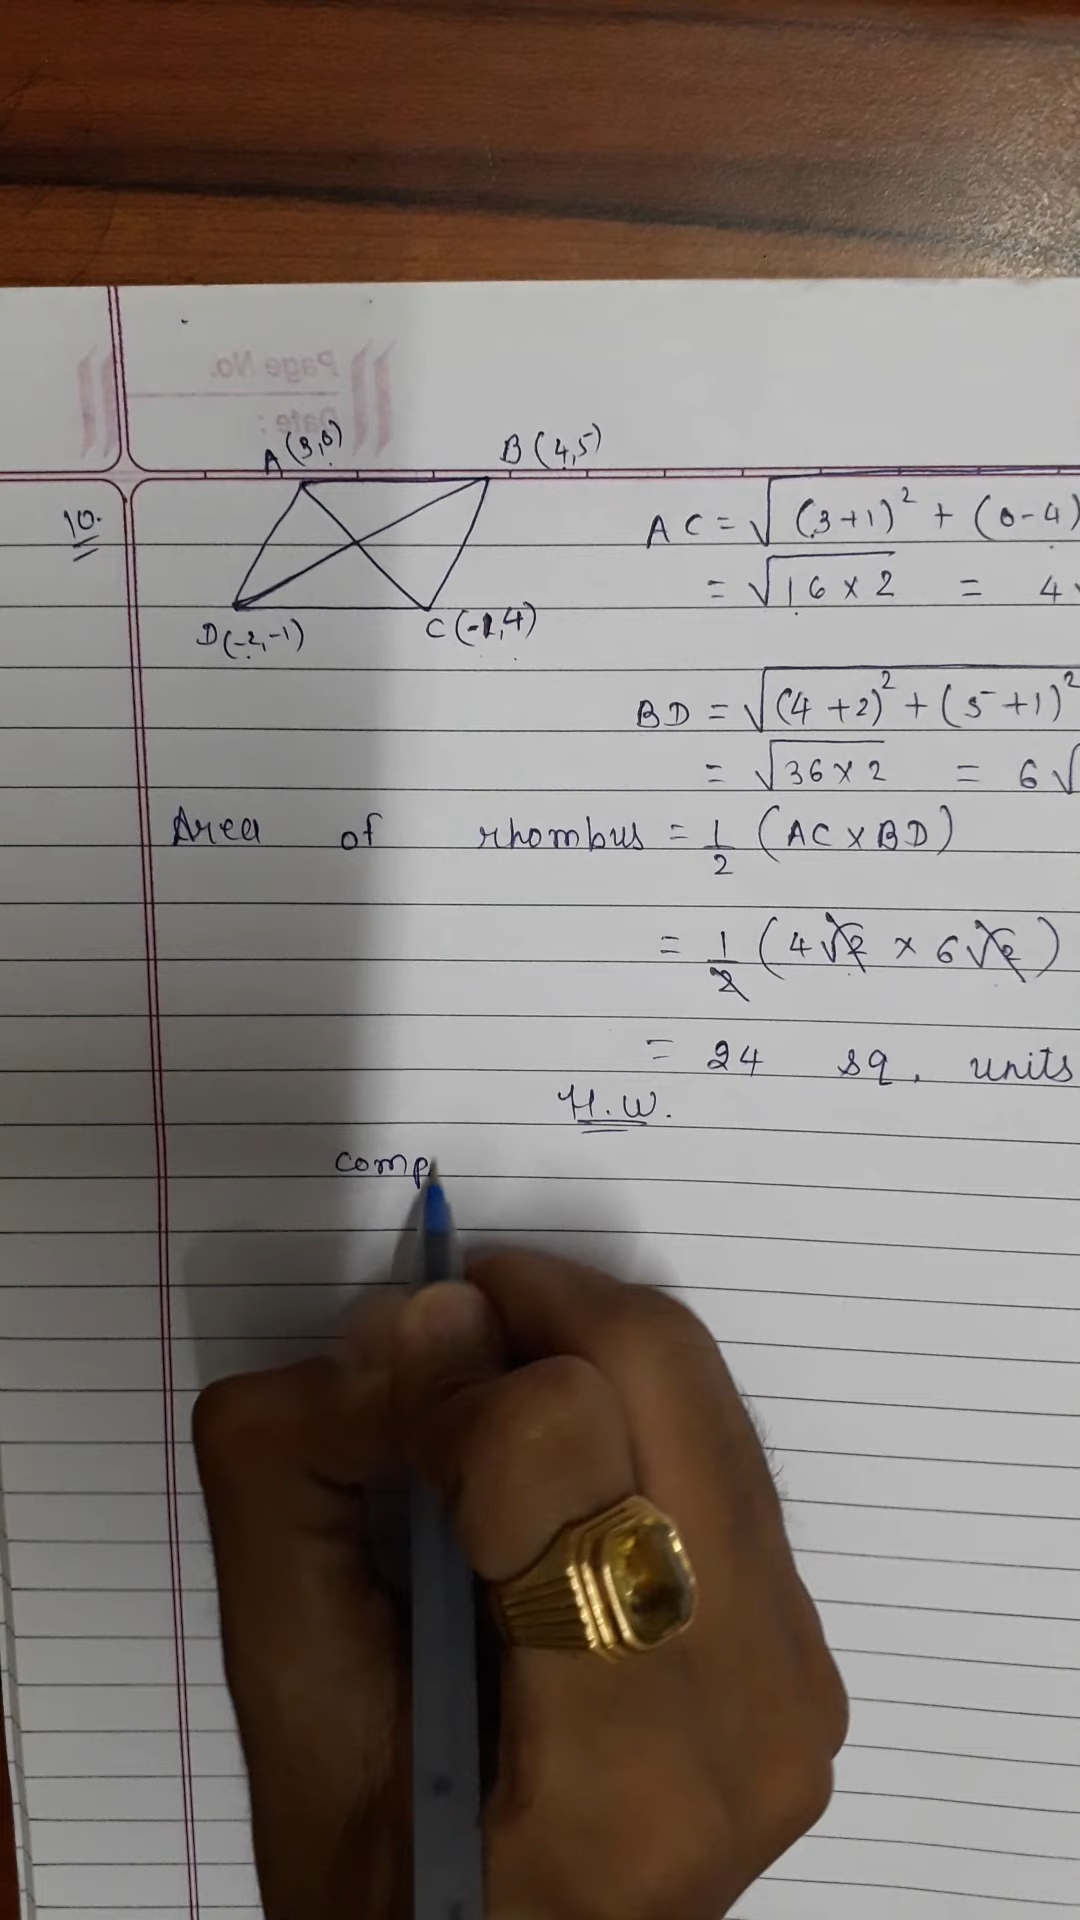 Page No.
Date :
A (3,0) B (4,5)
10.
AC = √(3+1)² + (0-4)
= √16 × 2 = 4√
D(-2,-1) C (-1,4)
BD = √(4+2)² + (5+1)²
= √36 × 2 = 6√
Area of rhombus = 1/2 (AC × BD)
= 1/2 (4√2 × 6√2)
= 24 sq. units
H.W.
comp